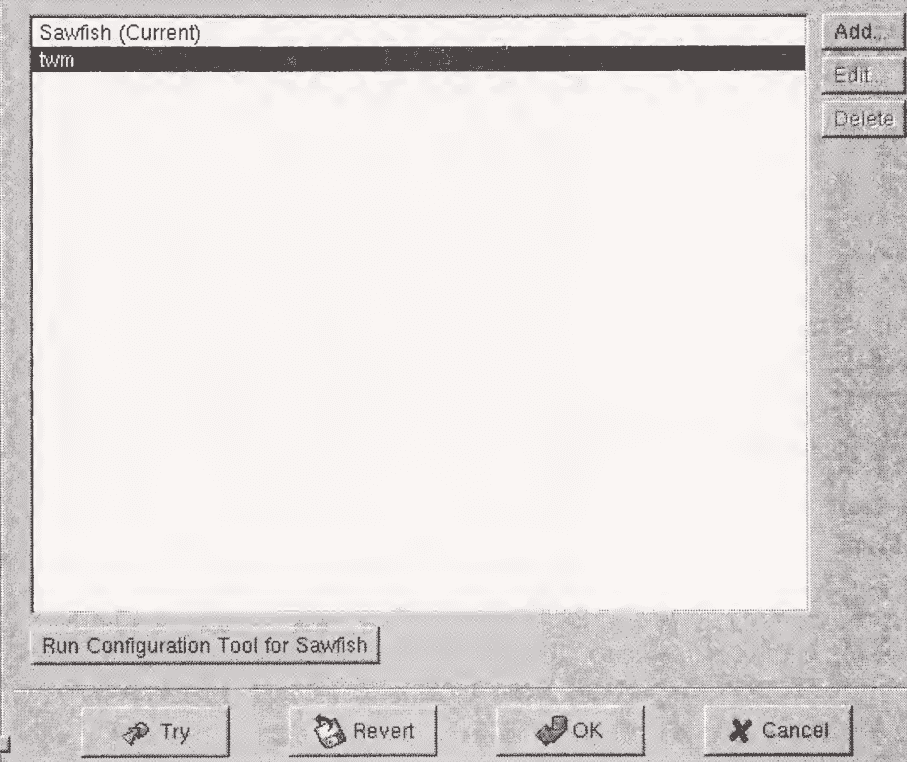 Sawfish (Current)
twm
Add...
Edit...
Delete
Run Configuration Tool for Sawfish
Try
Revert
OK
Cancel